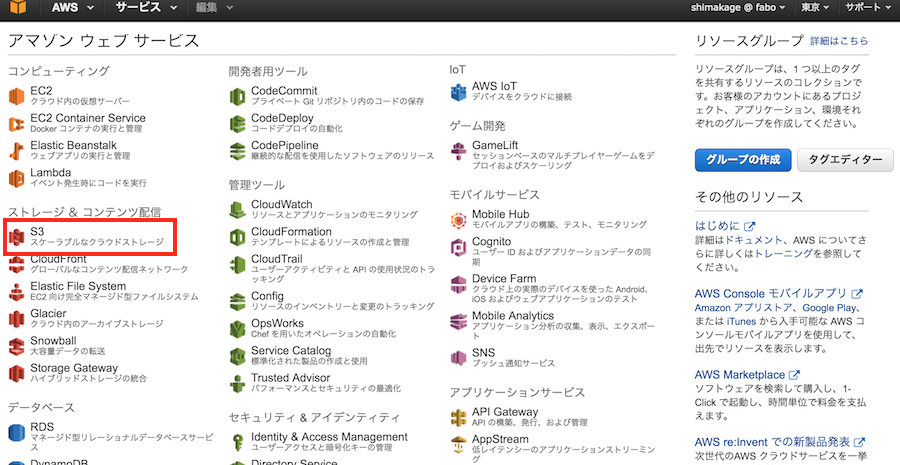 AWS サービス 編集 shimakage @ fabo 東京 サポート
アマゾン ウェブ サービス
コンピューティング
EC2
クラウド内の仮想サーバー
EC2 Container Service
Docker コンテナの実行と管理
Elastic Beanstalk
ウェブアプリの実行と管理
Lambda
イベント発生時にコードを実行
ストレージ & コンテンツ配信
S3
スケーラブルなクラウドストレージ
CloudFront
グローバルなコンテンツ配信ネットワーク
Elastic File System
EC2 向け完全マネージド型ファイルシステム
Glacier
クラウド内のアーカイブストレージ
Snowball
大容量データの転送
Storage Gateway
ハイブリッドストレージの統合
データベース
RDS
マネージド型リレーショナルデータベースサービ
ス
DynamoDB
開発者用ツール
CodeCommit
プライベート Git リポジトリ内のコードの保存
CodeDeploy
コードデプロイの自動化
CodePipeline
継続的な配信を使用したソフトウェアのリリース
管理ツール
CloudWatch
リソースとアプリケーションのモニタリング
CloudFormation
テンプレートによるリソースの作成と管理
CloudTrail
ユーザーアクティビティと API の使用状況のトラ
ッキング
Config
リソースのインベントリーと変更のトラッキング
OpsWorks
Chef を用いたオペレーションの自動化
Service Catalog
標準化された製品の作成と使用
Trusted Advisor
パフォーマンスとセキュリティの最適化
セキュリティ & アイデンティティ
Identity & Access Management
ユーザーアクセスと暗号化キーの管理
Directory Service
IoT
AWS IoT
デバイスをクラウドに接続
ゲーム開発
GameLift
セッションベースのマルチプレイヤーゲームをデ
プロイおよびスケーリング
モバイルサービス
Mobile Hub
モバイルアプリの構築、テスト、モニタリング
Cognito
ユーザー ID およびアプリケーションデータの同
期
Device Farm
クラウド上の実際のデバイスを使った Android、
iOS およびウェブアプリケーションのテスト
Mobile Analytics
アプリケーション分析の収集、表示、エクスポー
ト
SNS
プッシュ通知サービス
アプリケーションサービス
API Gateway
API の構築、発行、および管理
AppStream
低レイテンシーのアプリケーションストリーミン
グ
リソースグループ 詳細はこちら
リソースグループは、1 つ以上のタグ
を共有するリソースのコレクションで
す。お客様のアカウントにあるプロジ
ェクト、アプリケーション、環境それ
ぞれのグループを作成してください。
グループの作成 タグエディター
その他のリソース
はじめに
詳細はドキュメント、AWS についてさ
らに詳しくはトレーニングを参照して
ください。
AWS Console モバイルアプリ
Amazon アプリストア、Google Play、
または iTunes から入手可能な AWS コ
ンソールモバイルアプリを使用して、
出先でリソースを表示します。
AWS Marketplace
ソフトウェアを検索して購入し、1-
Click で起動し、時間単位で料金を支払
えます。
AWS re:Invent での新製品発表
次世代のAWS クラウドサービスを一挙